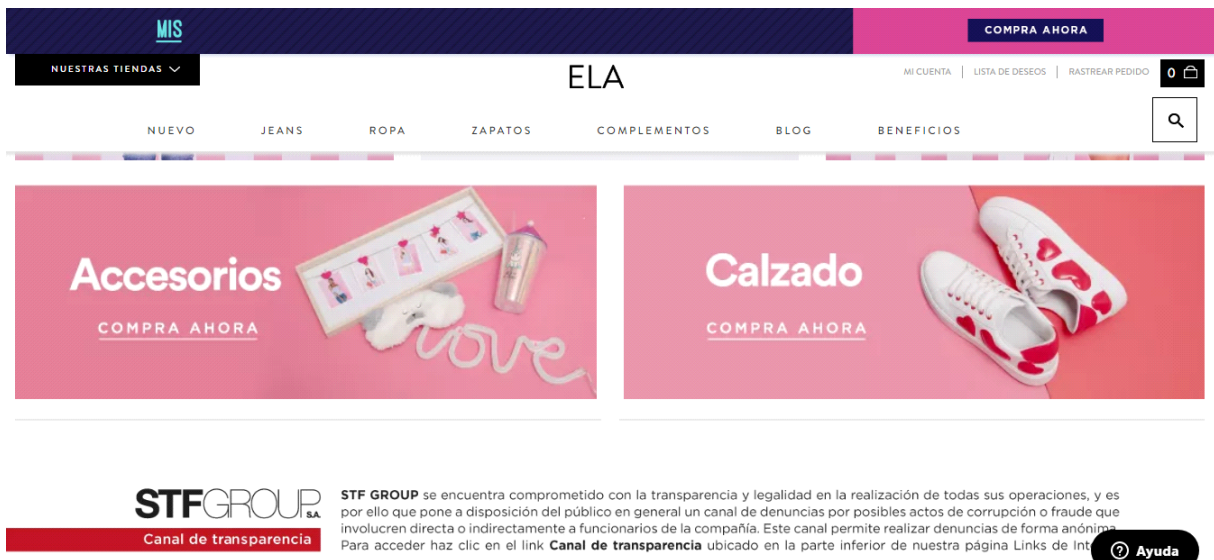 MIS
COMPRA AHORA
NUESTRAS TIENDAS
ELA
MI CUENTA | LISTA DE DESEOS | RASTREAR PEDIDO
0
NUEVO JEANS ROPA ZAPATOS COMPLEMENTOS BLOG BENEFICIOS
Accesorios
COMPRA AHORA
love
Calzado
COMPRA AHORA
STFGROUP S.A.
Canal de transparencia
STF GROUP se encuentra comprometido con la transparencia y legalidad en la realización de todas sus operaciones, y es
por ello que pone a disposición del público en general un canal de denuncias por posibles actos de corrupción o fraude que
involucren directa o indirectamente a funcionarios de la compañía. Este canal permite realizar denuncias de forma anónima.
Para acceder haz clic en el link Canal de transparencia ubicado en la parte inferior de nuestra página Links de
Ayuda